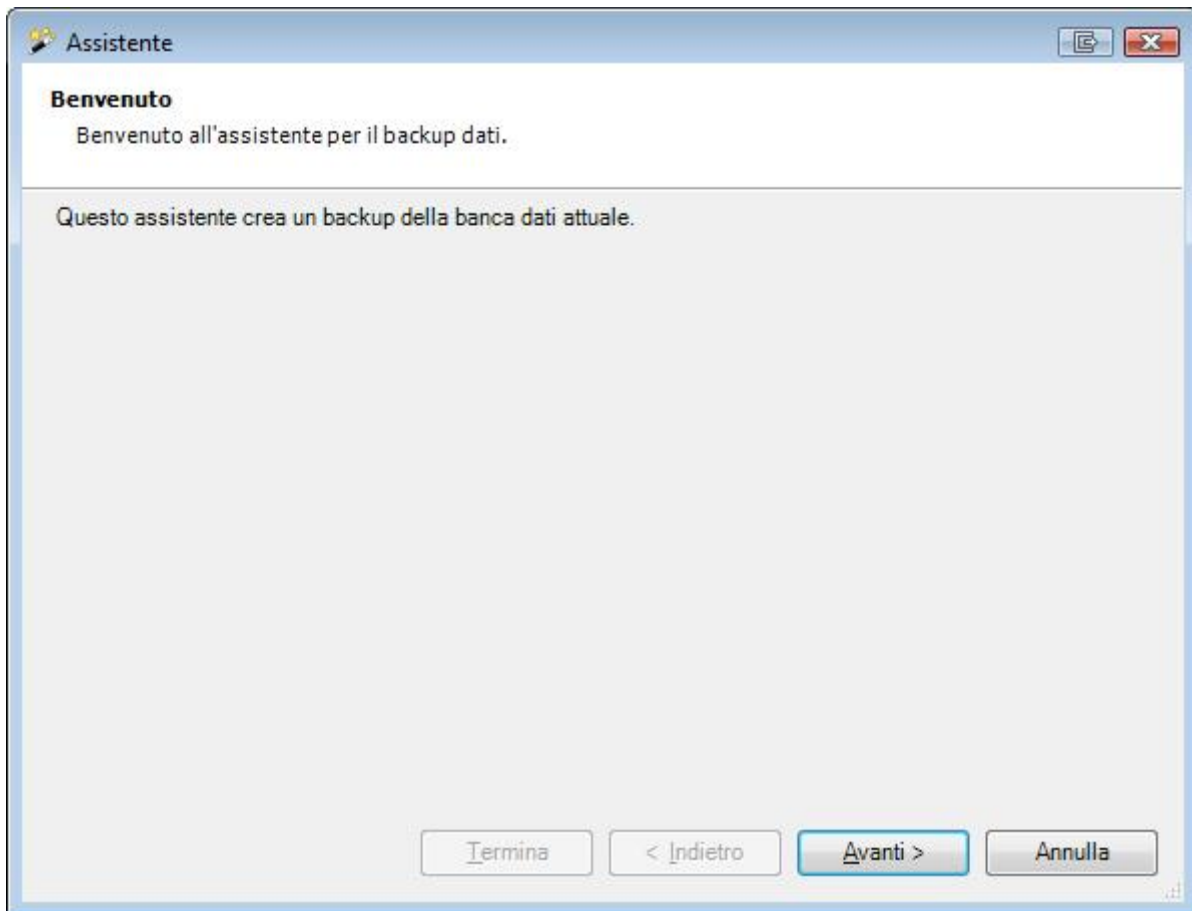 Assistente
Benvenuto
Benvenuto all'assistente per il backup dati.
Questo assistente crea un backup della banca dati attuale.
Termina
< Indietro
Avanti >
Annulla